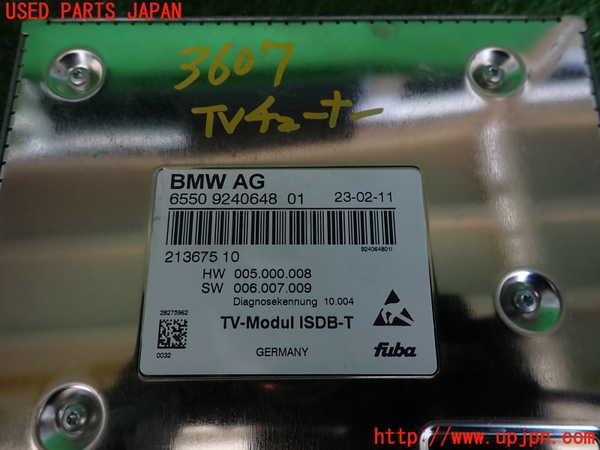 USED PARTS JAPAN
3607
TVチューナー
BMW AG
6550 9240648 01 23-02-11
92406480 11
213675 10
HW 005.000.008
SW 006.007.009
Diagnosekennung 10.004
28275962
TV-Modul ISDB-T
0032
GERMANY
fuba
http://www.upjpn.com/